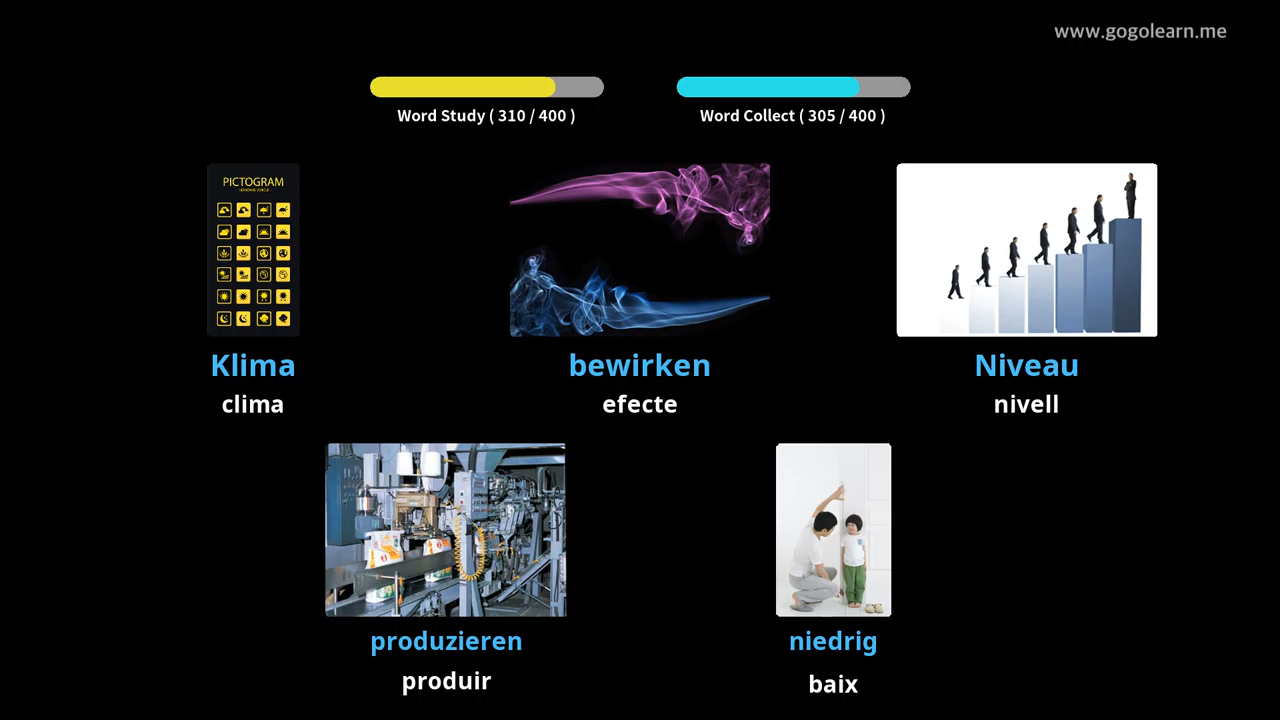 www.gogolearn.me
Word Study ( 310 / 400 )
Word Collect ( 305 / 400 )
PICTOGRAM
Klima
clima
bewirken
efecte
Niveau
nivell
produzieren
produir
niedrig
baix